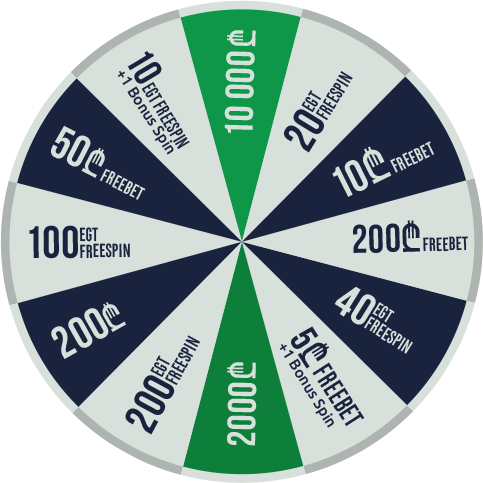 10 000₾
20 EGT
FREESPIN
10₾ FREEBET
200₾ FREEBET
40 EGT
FREESPIN
5₾ FREEBET
+1 Bonus Spin
2000₾
200 EGT
FREESPIN
200₾
100 EGT
FREESPIN
50₾ FREEBET
10 EGT FREESPIN
+1 Bonus Spin